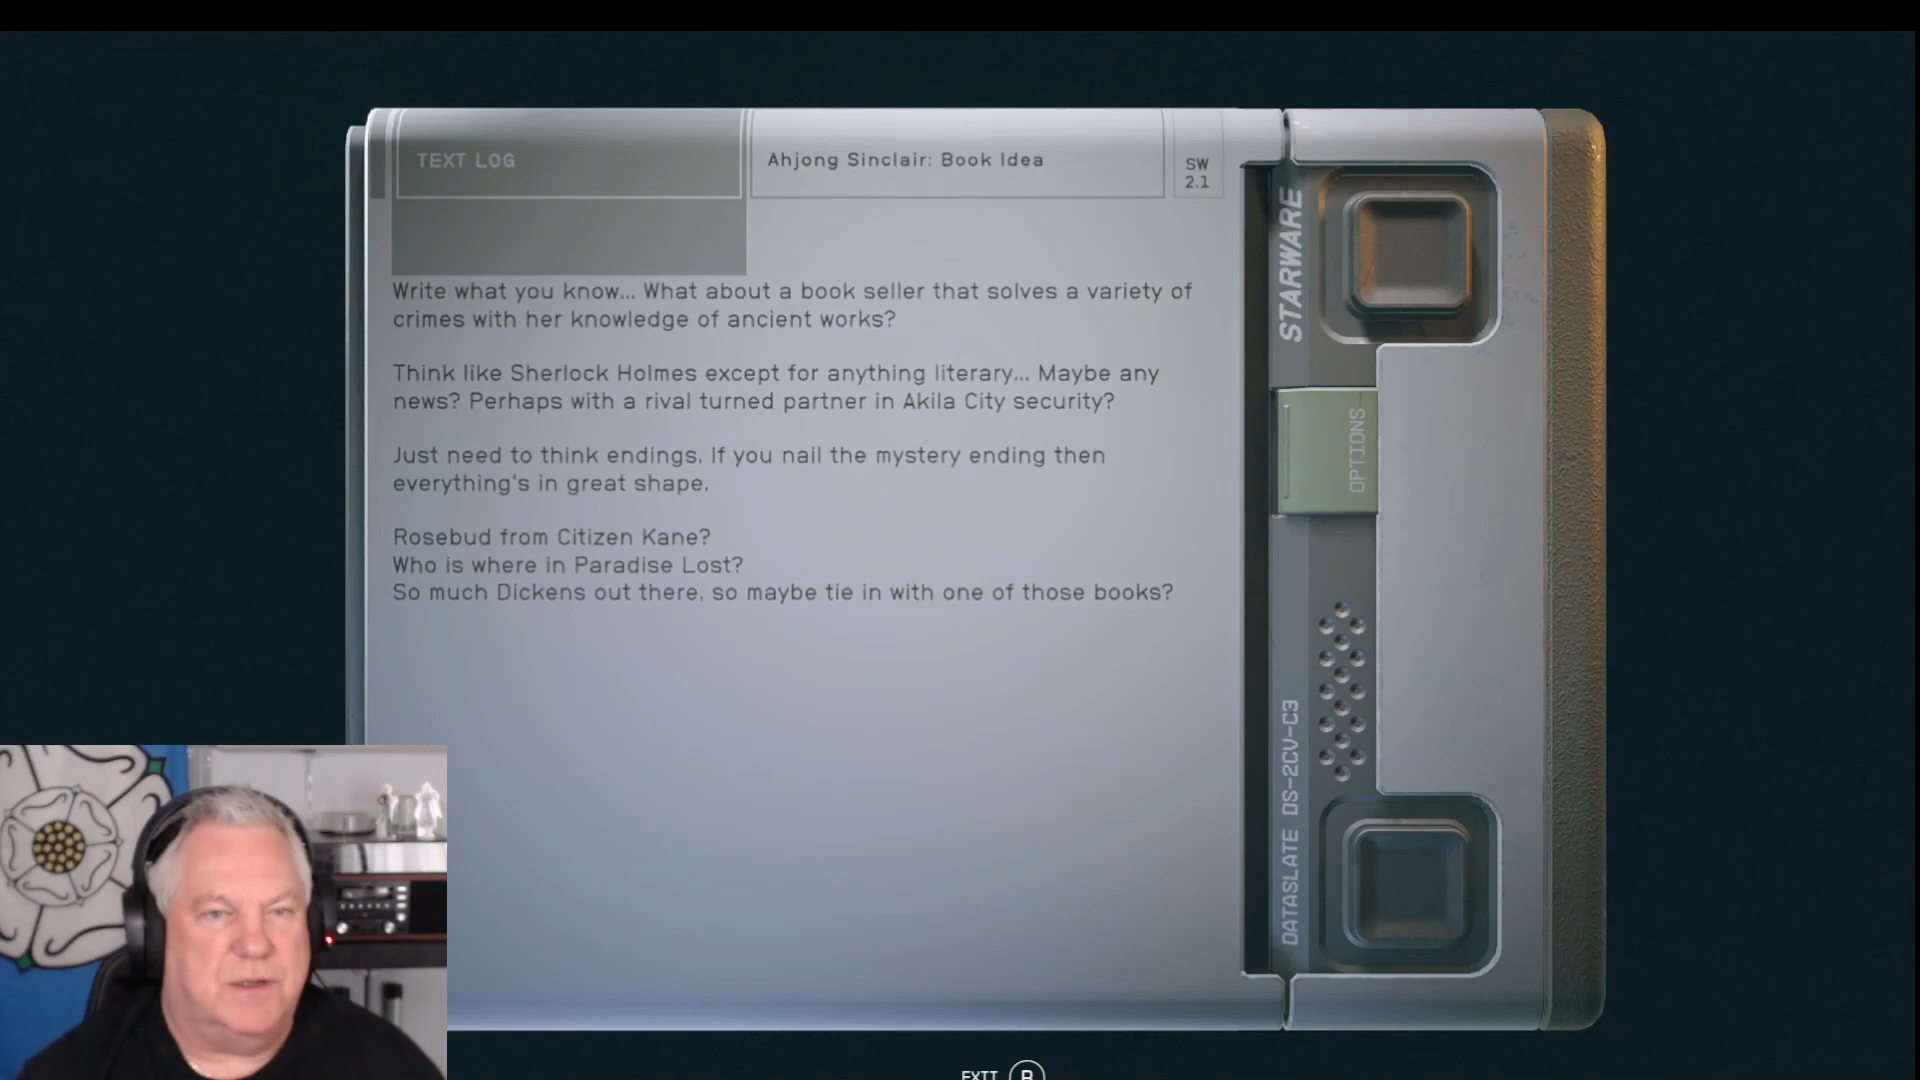 TEXT LOG
Ahjong Sinclair: Book Idea
SW
2.1
Write what you know... What about a book seller that solves a variety of
crimes with her knowledge of ancient works?
Think like Sherlock Holmes except for anything literary... Maybe any
news? Perhaps with a rival turned partner in Akila City security?
Just need to think endings. If you nail the mystery ending then
everything's in great shape.
Rosebud from Citizen Kane?
Who is where in Paradise Lost?
So much Dickens out there, so maybe tie in with one of those books?
STARWARE
OPTIONS
DATASLATE DS-2CV-C3
EXIT B